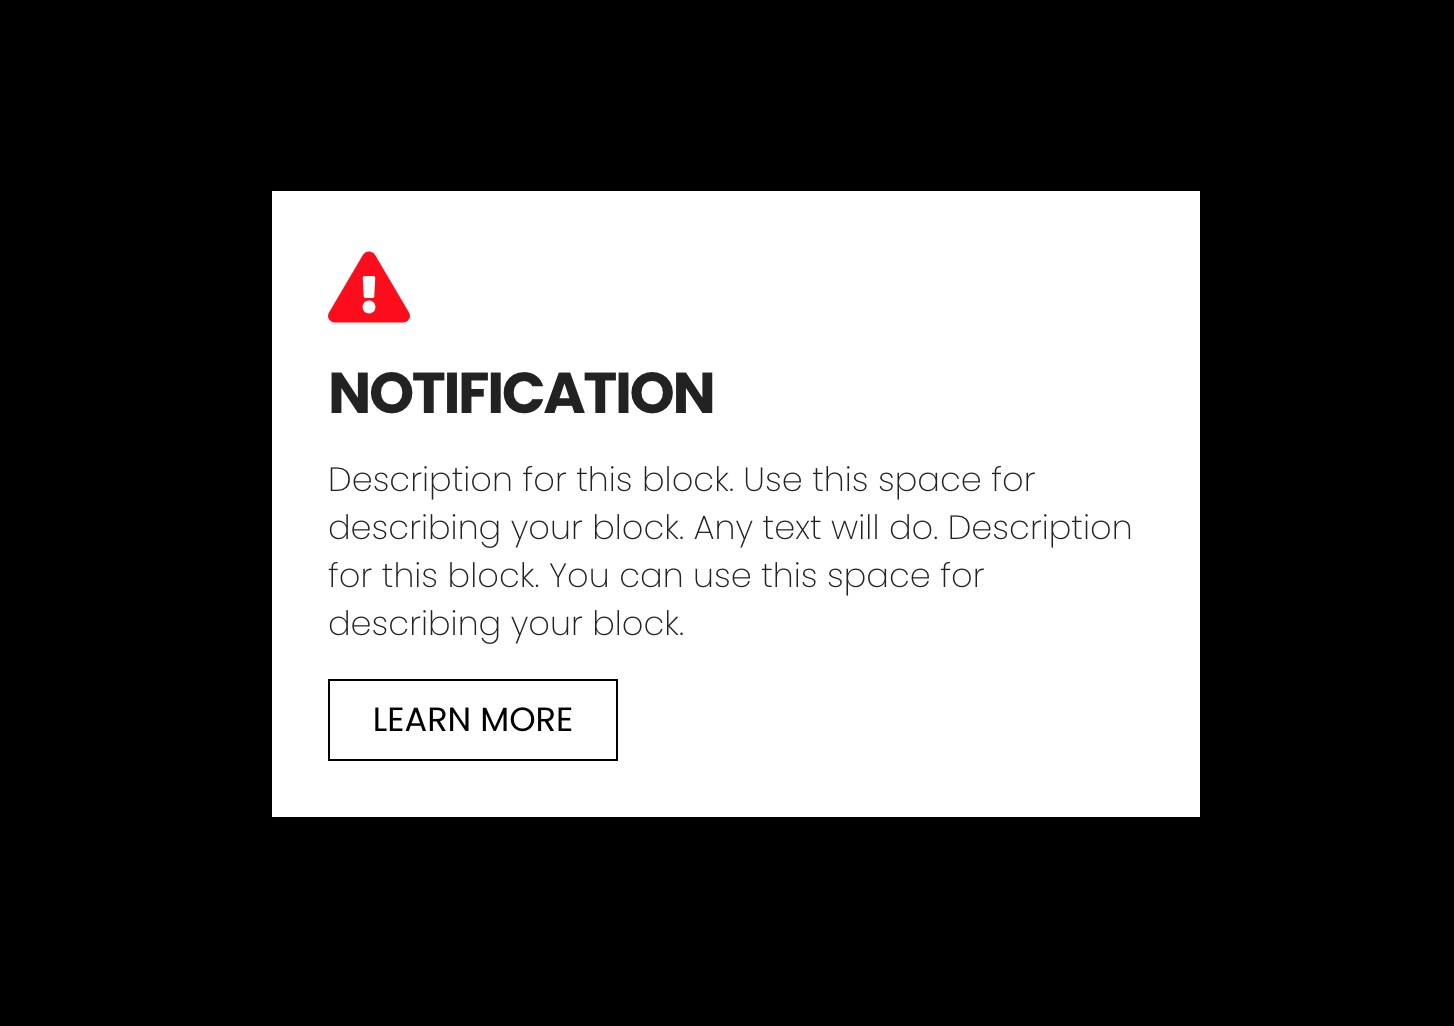 NOTIFICATION
Description for this block. Use this space for
describing your block. Any text will do. Description
for this block. You can use this space for
describing your block.
LEARN MORE